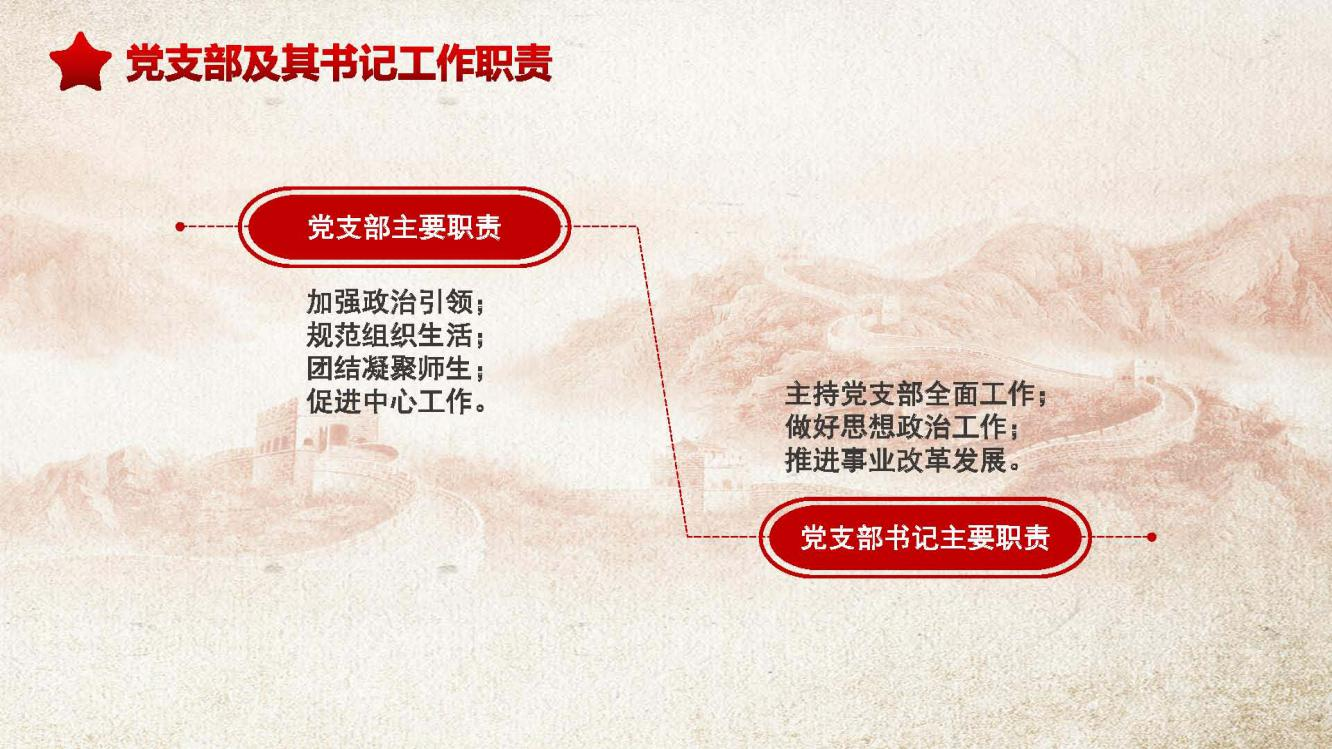 党支部及其书记工作职责
党支部主要职责
加强政治引领；
规范组织生活；
团结凝聚师生；
促进中心工作。
主持党支部全面工作；
做好思想政治工作；
推进事业改革发展。
党支部书记主要职责